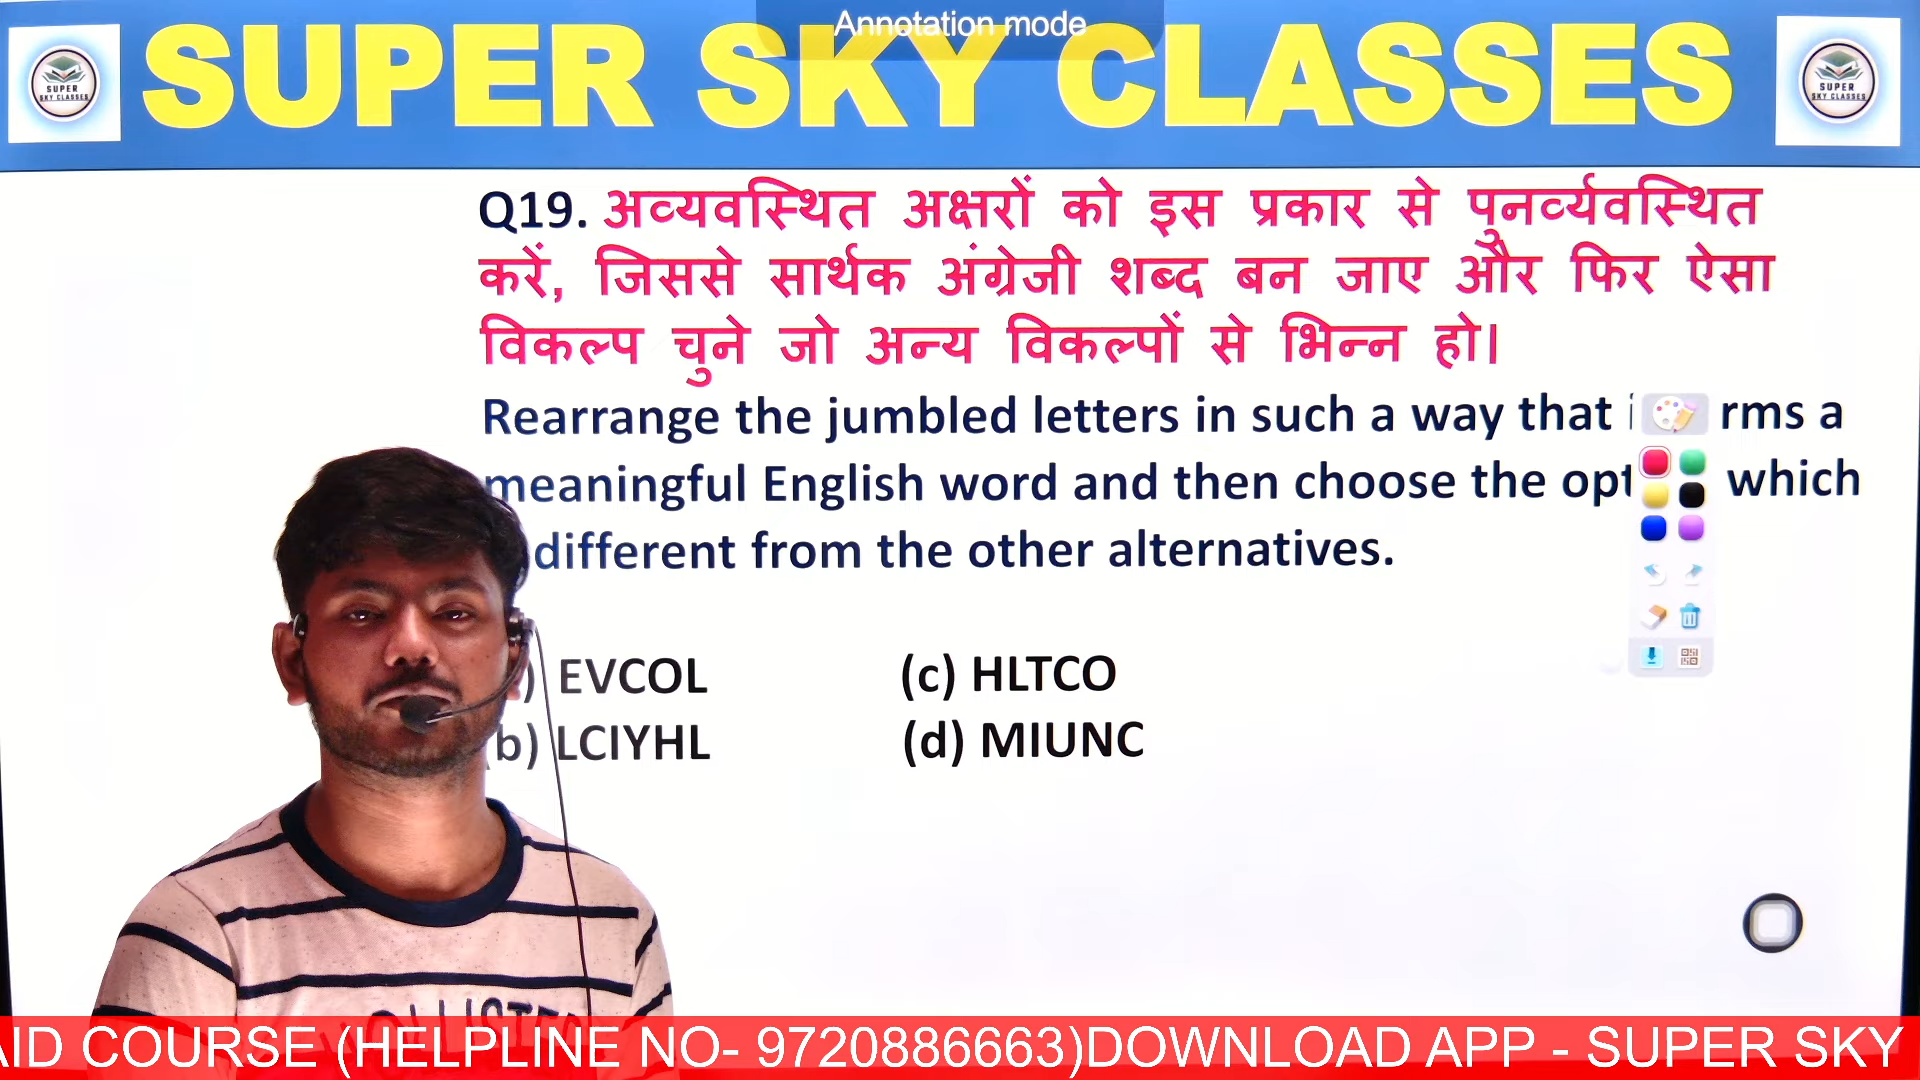 Annotation mode
SUPER SKY CLASSES
SUPER
SKY CLASSES
SUPER
SKY CLASSES
Q19. अव्यवस्थित अक्षरों को इस प्रकार से पुनर्व्यवस्थित
करें, जिससे सार्थक अंग्रेजी शब्द बन जाए और फिर ऐसा
विकल्प चुने जो अन्य विकल्पों से भिन्न हो।
Rearrange the jumbled letters in such a way that rms a
meaningful English word and then choose the opt which
different from the other alternatives.
EVCOL (c) HLTCO
b) LCIYHL (d) MIUNC
AID COURSE (HELPLINE NO- 9720886663)DOWNLOAD APP - SUPER SKY